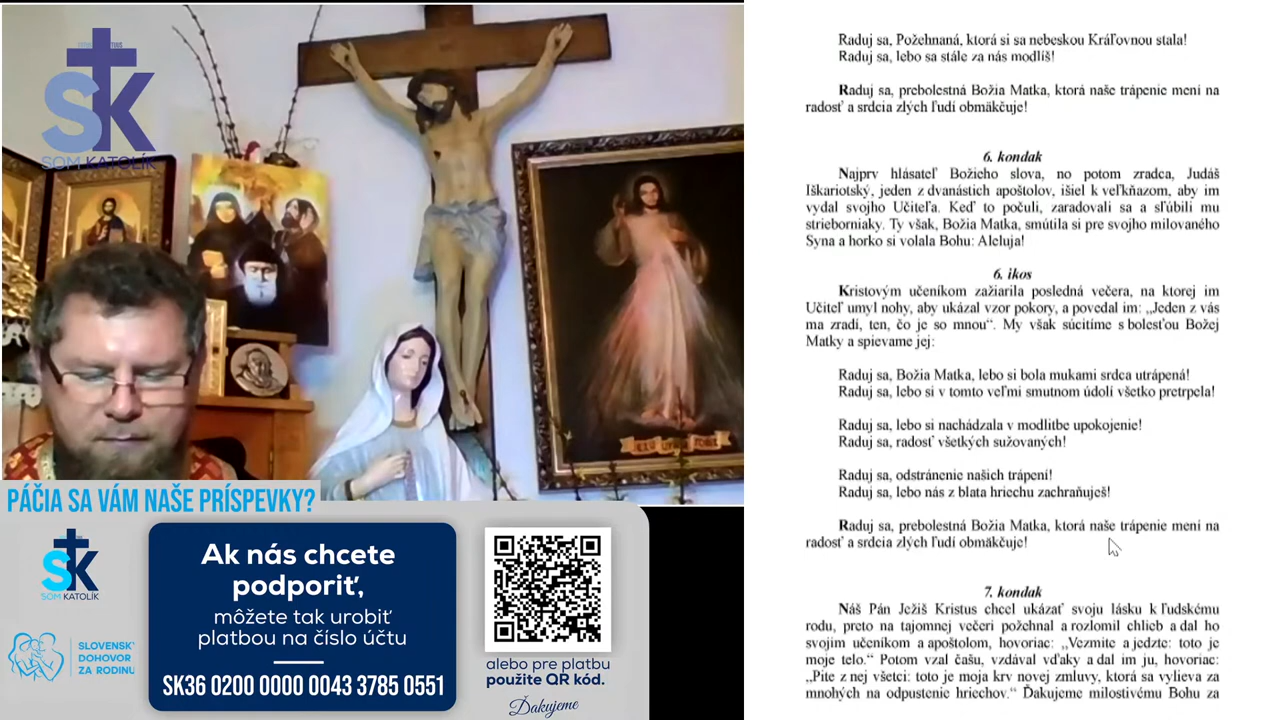 SK
SOM KATOLÍK
PÁČIA SA VÁM NAŠE PRÍSPEVKY?
SK
SOM KATOLÍK
SLOVENSK
DOHOVOR
ZA RODINU
Ak nás chcete
podporiť,
môžete tak urobiť
platbou na číslo účtu
SK36 0200 0000 0043 3785 0551
alebo pre platbu
použite QR kód.
Ďakujeme
Raduj sa, Požehnaná, ktorá si sa nebeskou Kráľovnou stala!
Raduj sa, lebo sa stále za nás modlíš!
Raduj sa, prebolestná Božia Matka, ktorá naše trápenie mení na
radosť a srdcia zlých ľudí obmäkčuje!
6. kondak
Najprv hlásateľ Božieho slova, no potom zradca, Judáš
Iškariotský, jeden z dvanástich apoštolov, išiel k veľkňazom, aby im
vydal svojho Učiteľa. Keď to počuli, zaradovali sa a sľúbili mu
strieborniaky. Ty však, Božia Matka, smútila si pre svojho milovaného
Syna a horko si volala Bohu: Aleluja!
6. ikos
Kristovým učeníkom zažiarila posledná večera, na ktorej im
Učiteľ umyl nohy, aby ukázal vzor pokory, a povedal im: „Jeden z vás
ma zradí, ten, čo je so mnou“. My však súcitíme s bolesťou Božej
Matky a spievame jej:
Raduj sa, Božia Matka, lebo si bola mukami srdca utrápená!
Raduj sa, lebo si v tomto veľmi smutnom údolí všetko pretrpela!
Raduj sa, lebo si nachádzala v modlitbe upokojenie!
Raduj sa, radosť všetkých sužovaných!
Raduj sa, odstránenie našich trápení!
Raduj sa, lebo nás z blata hriechu zachraňuješ!
Raduj sa, prebolestná Božia Matka, ktorá naše trápenie mení na
radosť a srdcia zlých ľudí obmäkčuje!
7. kondak
Náš Pán Ježiš Kristus chcel ukázať svoju lásku k ľudskému
rodu, preto na tajomnej večeri požehnal a rozlomil chlieb a dal ho
svojim učeníkom a apoštolom, hovoriac: „Vezmite a jedzte: toto je
moje telo.“ Potom vzal čašu, vzdával vďaky a dal im ju, hovoriac:
„Pite z nej všetci: toto je moja krv novej zmluvy, ktorá sa vylieva za
mnohých na odpustenie hriechov.“ Ďakujeme milostivému Bohu za